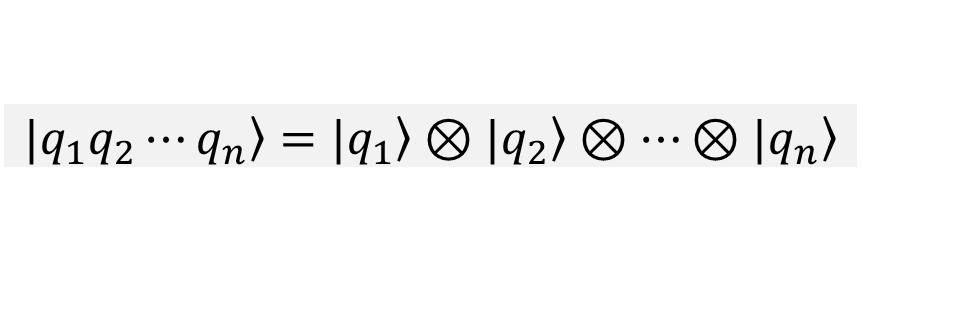 |q₁q₂ ⋯ qₙ⟩ = |q₁⟩ ⊗ |q₂⟩ ⊗ ⋯ ⊗ |qₙ⟩